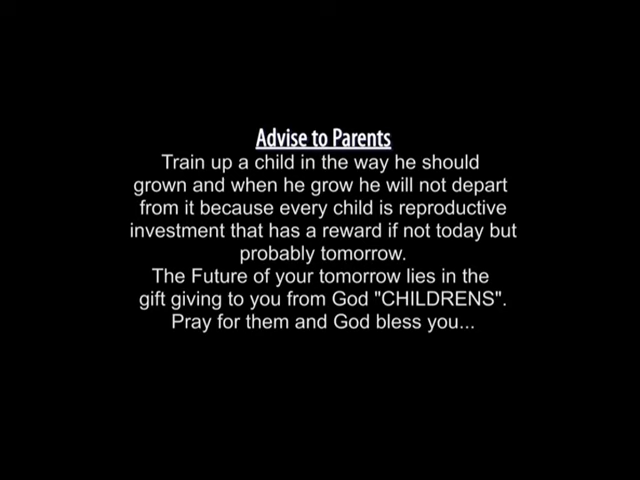 Advise to Parents
Train up a child in the way he should
grown and when he grow he will not depart
from it because every child is reproductive
investment that has a reward if not today but
probably tomorrow.
The Future of your tomorrow lies in the
gift giving to you from God "CHILDRENS".
Pray for them and God bless you...